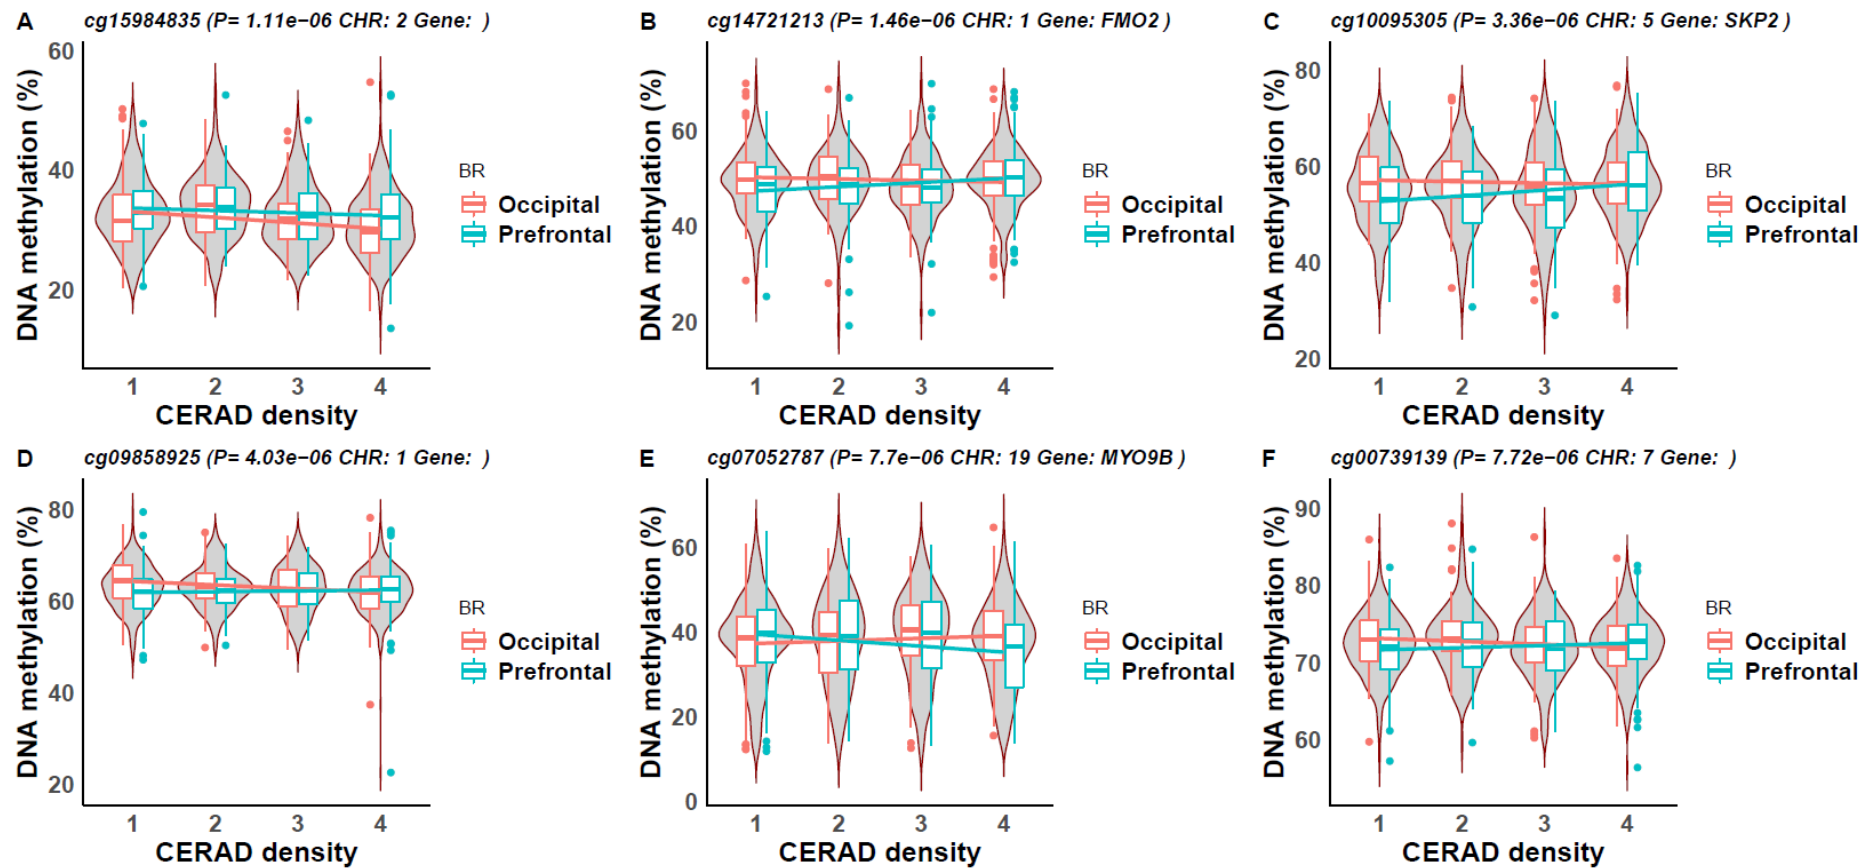 A cg15984835 (P= 1.11e−06 CHR: 2 Gene: )
60
40
20
DNA methylation (%)
1 2 3 4
CERAD density
BR
Occipital
Prefrontal
B cg14721213 (P= 1.46e−06 CHR: 1 Gene: FMO2 )
60
40
20
DNA methylation (%)
1 2 3 4
CERAD density
BR
Occipital
Prefrontal
C cg10095305 (P= 3.36e−06 CHR: 5 Gene: SKP2 )
80
60
40
20
DNA methylation (%)
1 2 3 4
CERAD density
BR
Occipital
Prefrontal
D cg09858925 (P= 4.03e−06 CHR: 1 Gene: )
80
60
40
20
DNA methylation (%)
1 2 3 4
CERAD density
BR
Occipital
Prefrontal
E cg07052787 (P= 7.7e−06 CHR: 19 Gene: MYO9B )
60
40
20
0
DNA methylation (%)
1 2 3 4
CERAD density
BR
Occipital
Prefrontal
F cg00739139 (P= 7.72e−06 CHR: 7 Gene: )
90
80
70
60
DNA methylation (%)
1 2 3 4
CERAD density
BR
Occipital
Prefrontal